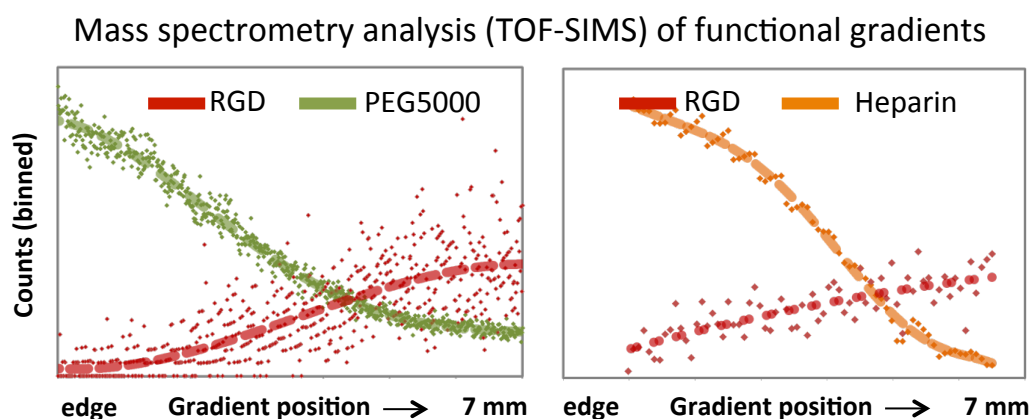 Mass spectrometry analysis (TOF-SIMS) of functional gradients
RGD PEG5000
RGD Heparin
Counts (binned)
edge Gradient position → 7 mm
edge Gradient position → 7 mm